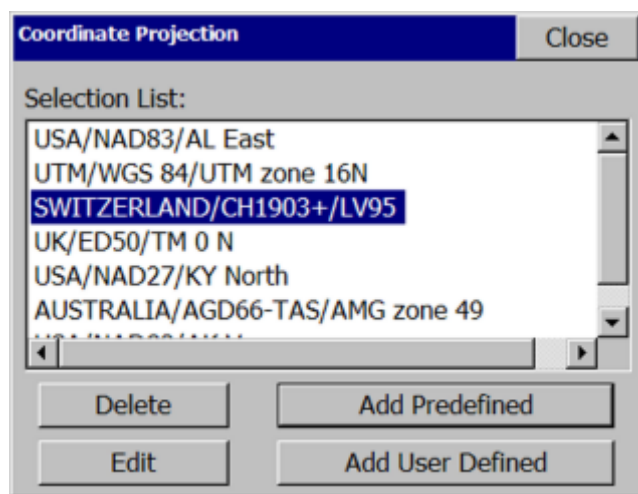 Coordinate Projection Close
Selection List:
USA/NAD83/AL East
UTM/WGS 84/UTM zone 16N
SWITZERLAND/CH1903+/LV95
UK/ED50/TM 0 N
USA/NAD27/KY North
AUSTRALIA/AGD66-TAS/AMG zone 49
Delete Add Predefined
Edit Add User Defined